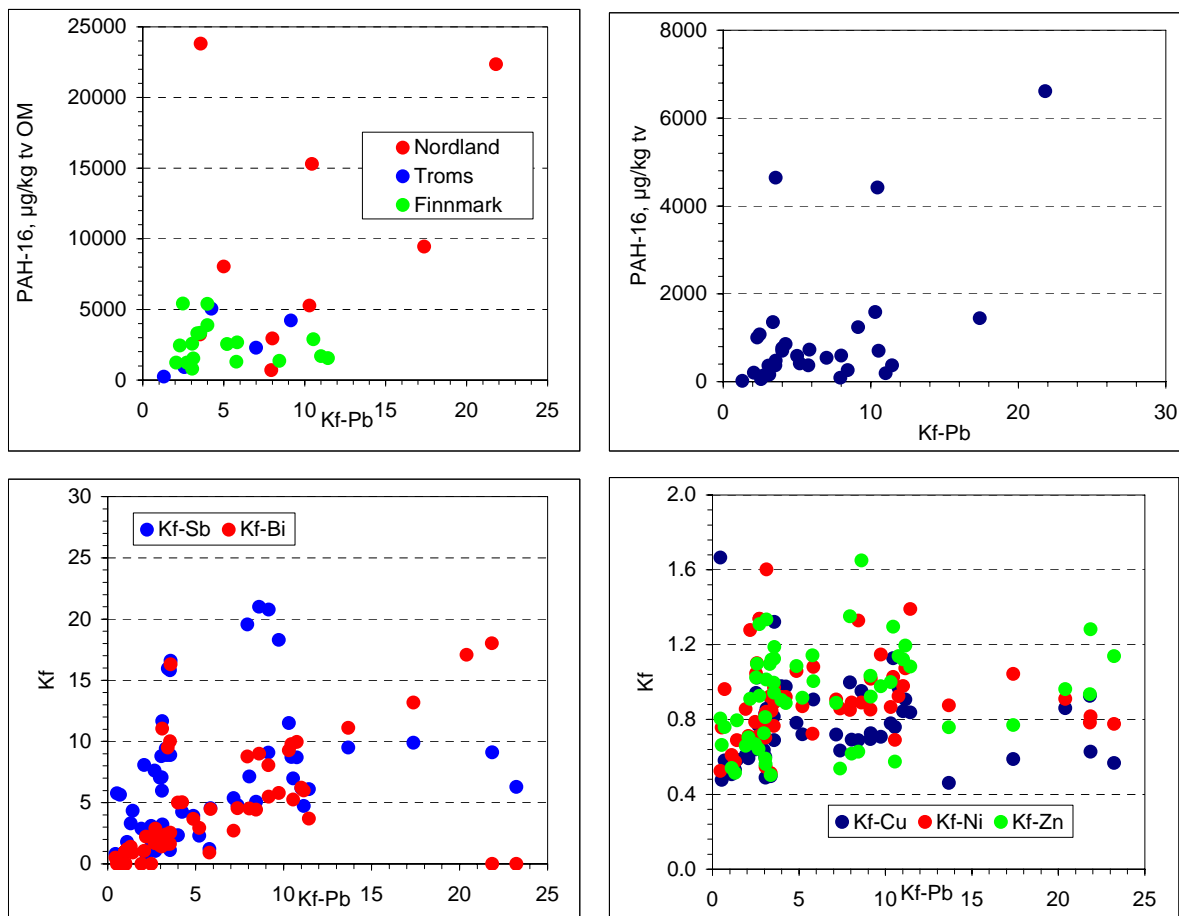 25000
20000
15000
10000
5000
0
PAH-16, µg/kg tv OM
Nordland
Troms
Finnmark
0 5 10 15 20 25
Kf-Pb
8000
6000
4000
2000
0
PAH-16, µg/kg tv
0 10 20 30
Kf-Pb
30
25
20
15
10
5
0
Kf
Kf-Sb Kf-Bi
0 5 10 15 20 25
Kf-Pb
2.0
1.6
1.2
0.8
0.4
0.0
Kf
Kf-Cu Kf-Ni Kf-Zn
0 5 10 15 20 25
Kf-Pb